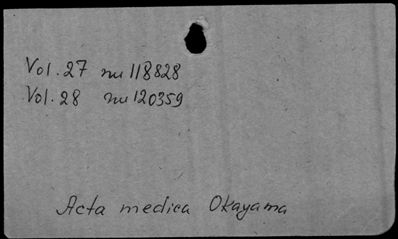 Vol. 27 nu 118828
Vol. 28 nu 120359
Acta medica Okayama